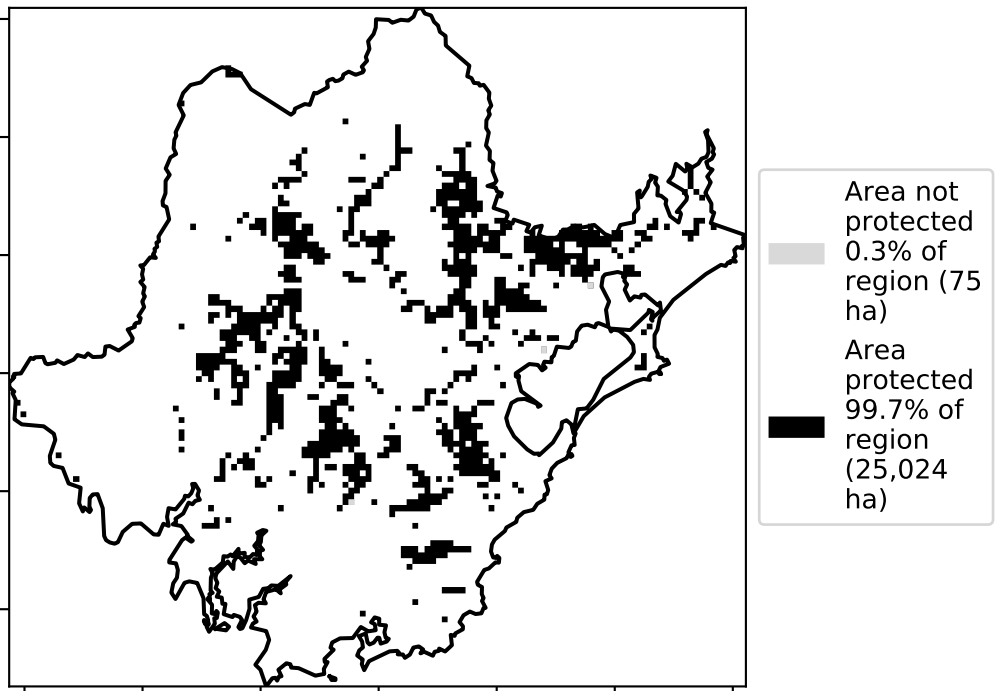 Area not
protected
0.3% of
region (75
ha)
Area
protected
99.7% of
region
(25,024
ha)